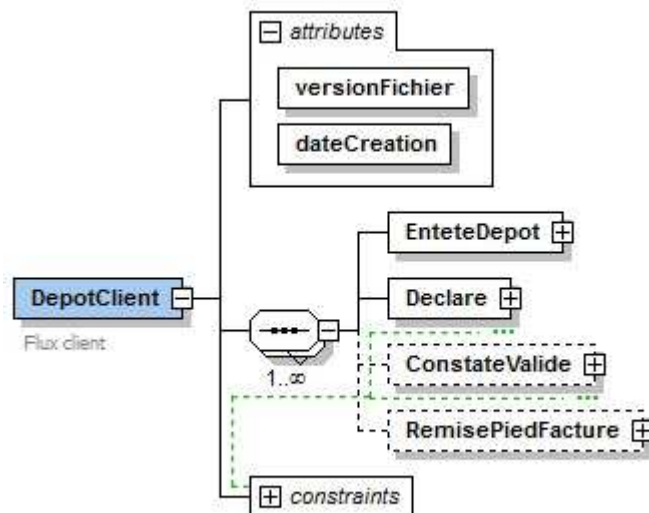 attributes
versionFichier
dateCreation
EnteteDepot
DepotClient
Declare
Flux client
ConstateValide
1..∞
RemisePiedFacture
constraints